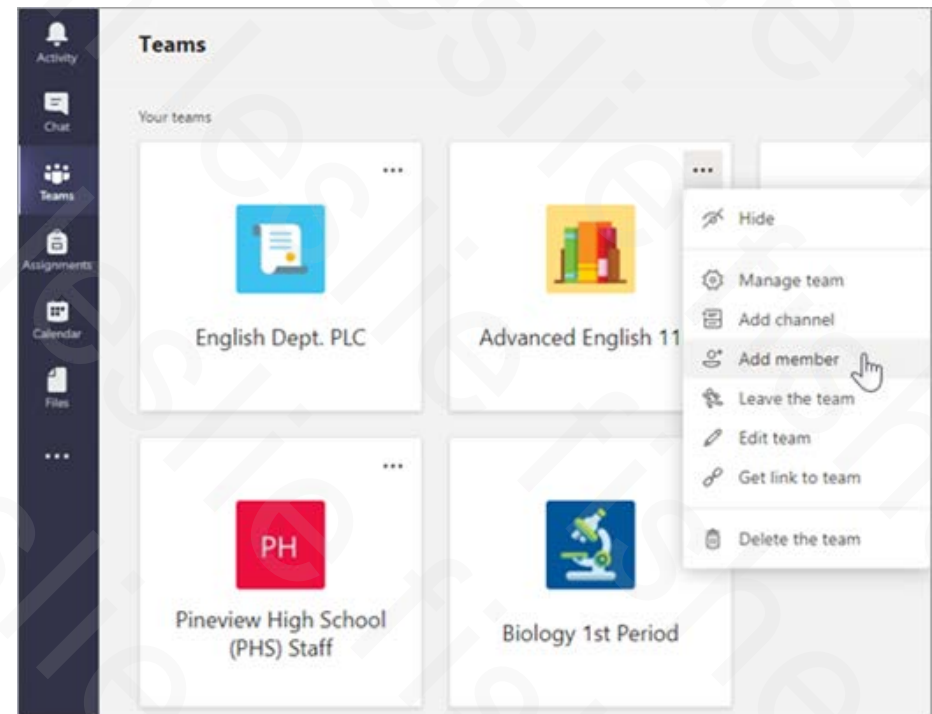 Activity
Chat
Teams
Assignments
Calendar
Files
Teams
Your teams
English Dept. PLC
Advanced English 11
Hide
Manage team
Add channel
Add member
Leave the team
Edit team
Get link to team
Delete the team
PH
Pineview High School
(PHS) Staff
Biology 1st Period